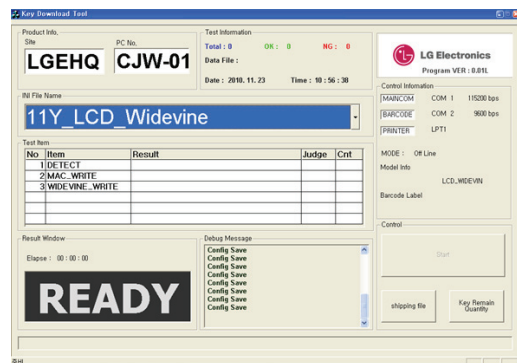 Key Download Tool
Product Info,
Site
PC No,
LGEHQ
CJW-01
Test Information
Total : 0 OK : 0 NG : 0
Data File :
Date : 2010. 11. 23 Time : 10 : 56 : 38
LG Electronics
Program VER : 0.01L
INI File Name
11Y_LCD_Widevine
Control Infomation
MAINCOM COM 1 115200 bps
BARCODE COM 2 9600 bps
PRINTER LPT1
MODE : Off Line
Model Info
LCD_WIDEVIN
Barcode Label
Test Item
No Item Result Judge Cnt
1 DETECT
2 MAC_WRITE
3 WIDEVINE_WRITE
Result Window
Elapse : 00 : 00 : 00
READY
Debug Message
Config Save
Config Save
Config Save
Config Save
Config Save
Config Save
Config Save
Config Save
Control
Start
shipping file
Key Remain
Quantity
준비